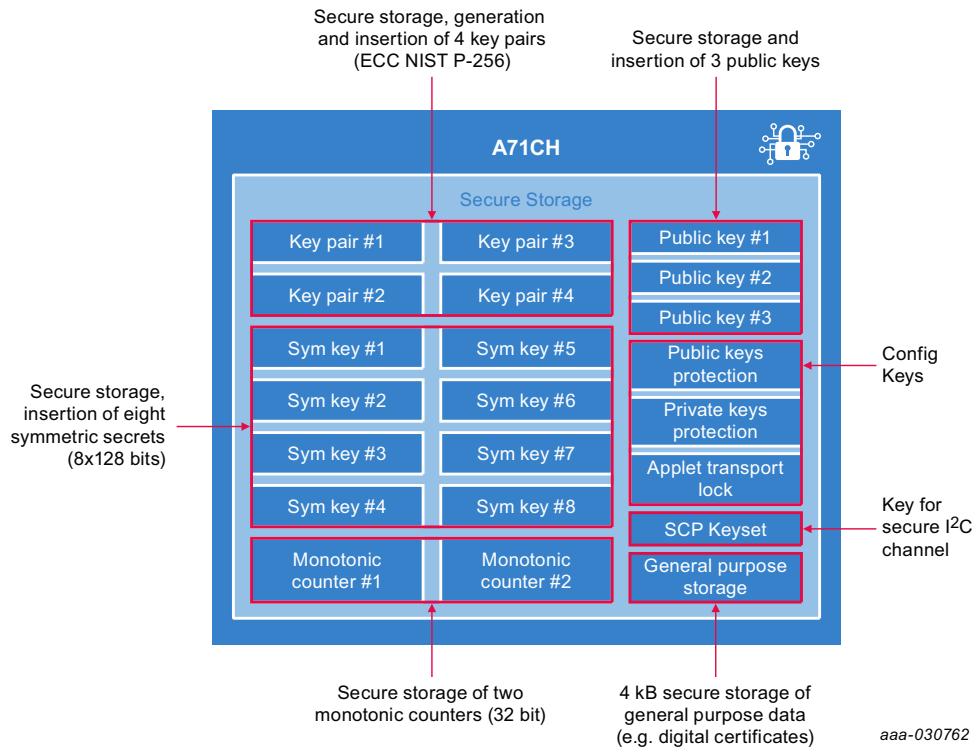 Secure storage, generation
and insertion of 4 key pairs
(ECC NIST P-256)
Secure storage and
insertion of 3 public keys
A71CH
Secure Storage
Key pair #1
Key pair #3
Key pair #2
Key pair #4
Sym key #1
Sym key #5
Sym key #2
Sym key #6
Sym key #3
Sym key #7
Sym key #4
Sym key #8
Monotonic
counter #1
Monotonic
counter #2
Public key #1
Public key #2
Public key #3
Public keys
protection
Private keys
protection
Applet transport
lock
SCP Keyset
General purpose
storage
Secure storage,
insertion of eight
symmetric secrets
(8x128 bits)
Config
Keys
Key for
secure I²C
channel
Secure storage of two
monotonic counters (32 bit)
4 kB secure storage of
general purpose data
(e.g. digital certificates)
aaa-030762